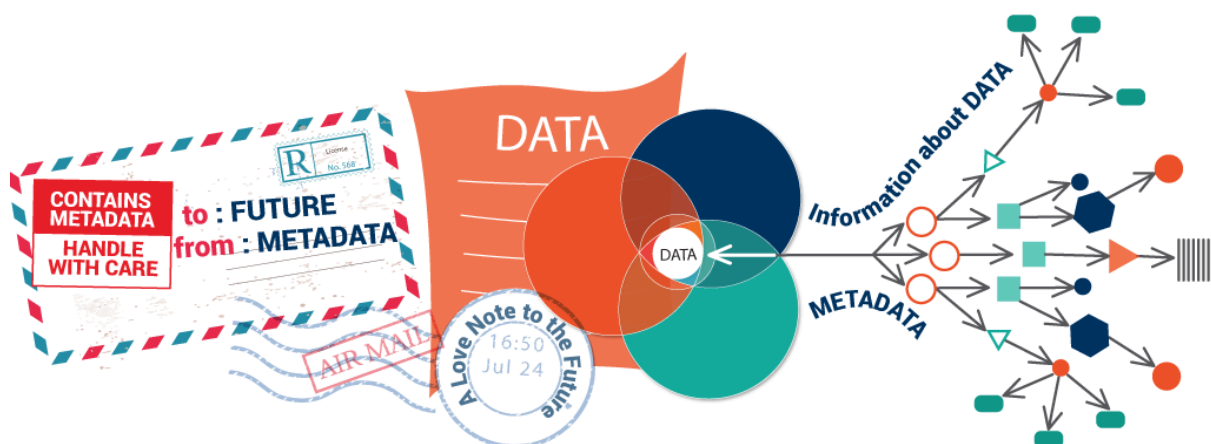 CONTAINS
METADATA
HANDLE
WITH CARE
to : FUTURE
from : METADATA
R
License
No. 568
AIR MAIL
A Love Note to the Future
16:50
Jul 24
DATA
DATA
Information about DATA
METADATA